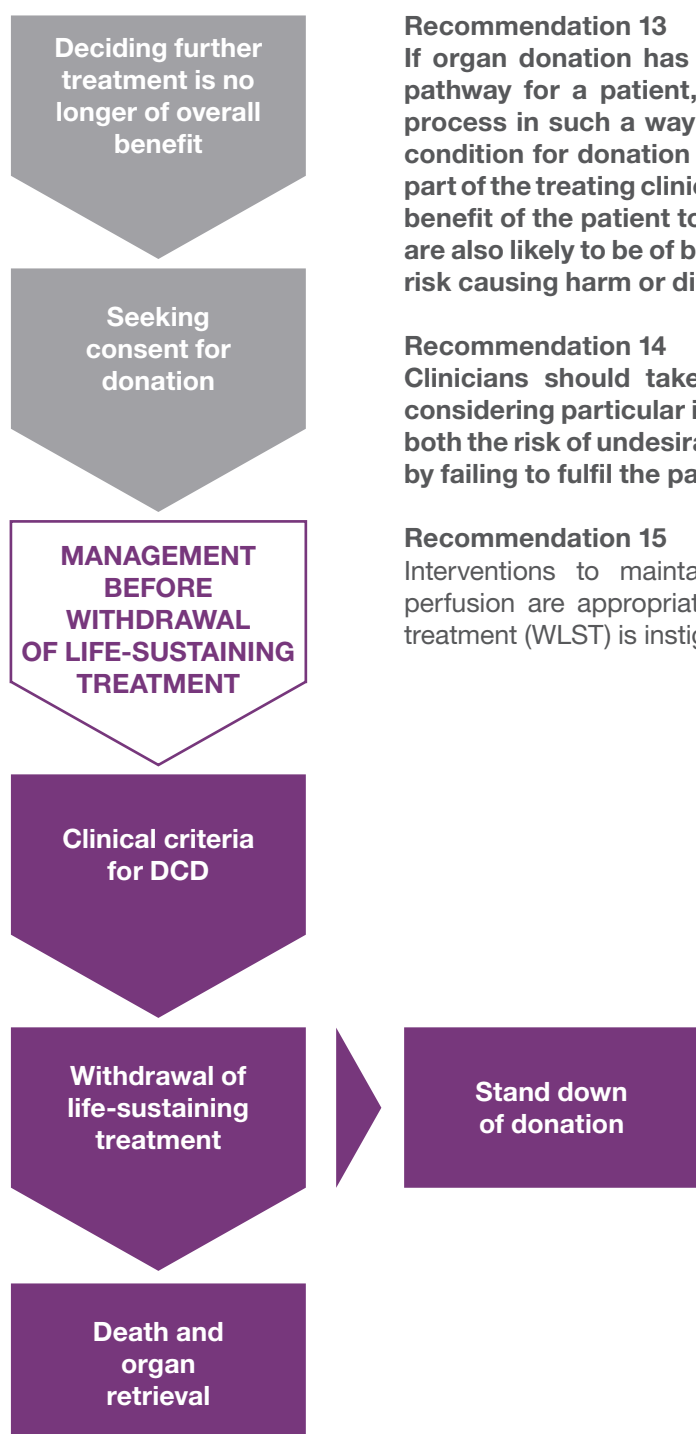 Deciding further
treatment is no
longer of overall
benefit
Seeking
consent for
donation
MANAGEMENT
BEFORE
WITHDRAWAL
OF LIFE-SUSTAINING
TREATMENT
Clinical criteria
for DCD
Withdrawal of
life-sustaining
treatment
Stand down
of donation
Death and
organ
retrieval
Recommendation 13
If organ donation has
pathway for a patient,
process in such a way
condition for donation
part of the treating clinic
benefit of the patient to
are also likely to be of b
risk causing harm or di
Recommendation 14
Clinicians should take
considering particular i
both the risk of undesira
by failing to fulfil the pa
Recommendation 15
Interventions to mainta
perfusion are appropriat
treatment (WLST) is instig